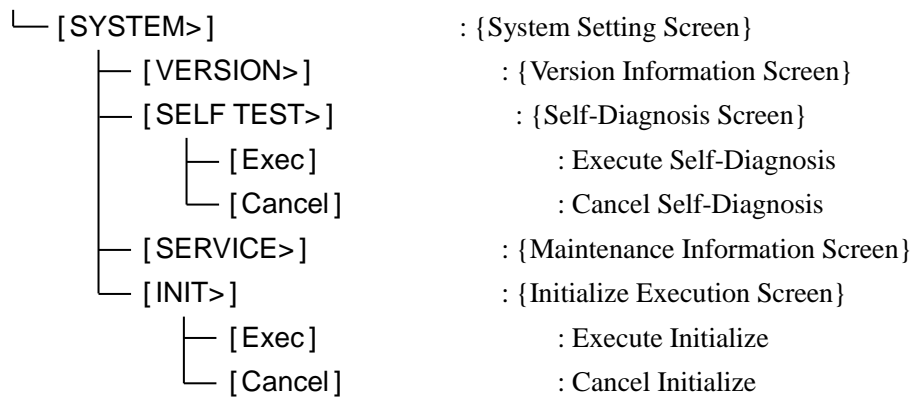 [SYSTEM>] : {System Setting Screen}
[VERSION>] : {Version Information Screen}
[SELF TEST>] : {Self-Diagnosis Screen}
[Exec] : Execute Self-Diagnosis
[Cancel] : Cancel Self-Diagnosis
[SERVICE>] : {Maintenance Information Screen}
[INIT>] : {Initialize Execution Screen}
[Exec] : Execute Initialize
[Cancel] : Cancel Initialize